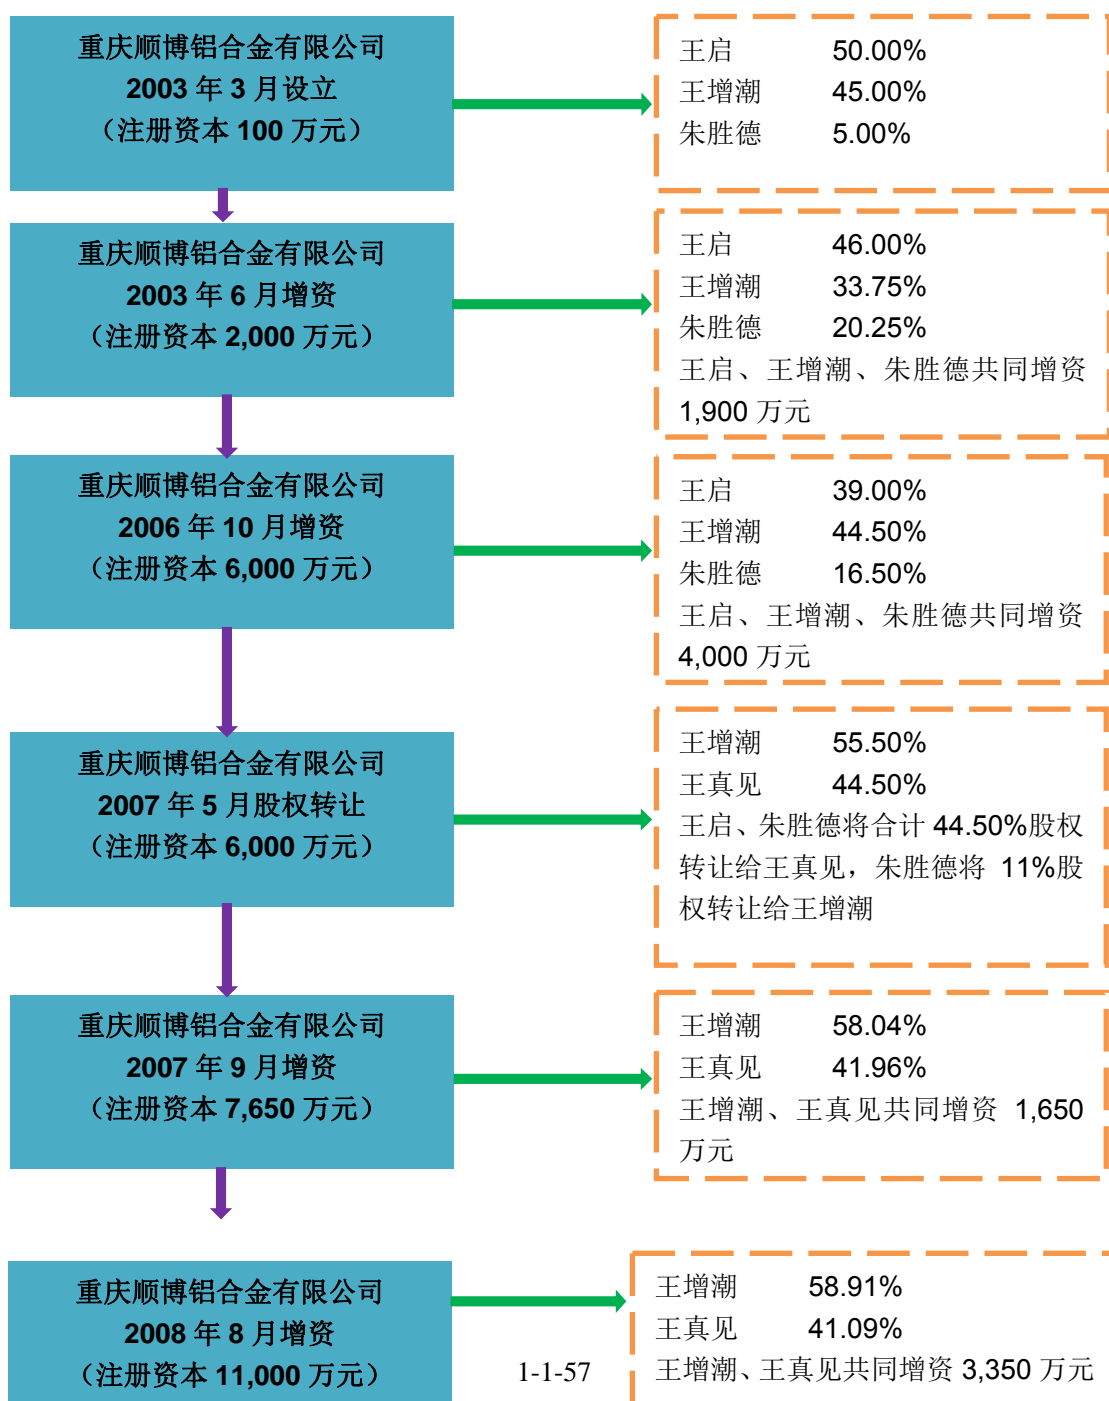 重庆顺博铝合金有限公司
2003 年 3 月设立
（注册资本 100 万元）
王启 50.00%
王增潮 45.00%
朱胜德 5.00%
重庆顺博铝合金有限公司
2003 年 6 月增资
（注册资本 2,000 万元）
王启 46.00%
王增潮 33.75%
朱胜德 20.25%
王启、王增潮、朱胜德共同增资
1,900 万元
重庆顺博铝合金有限公司
2006 年 10 月增资
（注册资本 6,000 万元）
王启 39.00%
王增潮 44.50%
朱胜德 16.50%
王启、王增潮、朱胜德共同增资
4,000 万元
重庆顺博铝合金有限公司
2007 年 5 月股权转让
（注册资本 6,000 万元）
王增潮 55.50%
王真见 44.50%
王启、朱胜德将合计 44.50%股权
转让给王真见，朱胜德将 11%股
权转让给王增潮
重庆顺博铝合金有限公司
2007 年 9 月增资
（注册资本 7,650 万元）
王增潮 58.04%
王真见 41.96%
王增潮、王真见共同增资 1,650
万元
重庆顺博铝合金有限公司
2008 年 8 月增资
（注册资本 11,000 万元）
王增潮 58.91%
王真见 41.09%
王增潮、王真见共同增资 3,350 万元
1-1-57